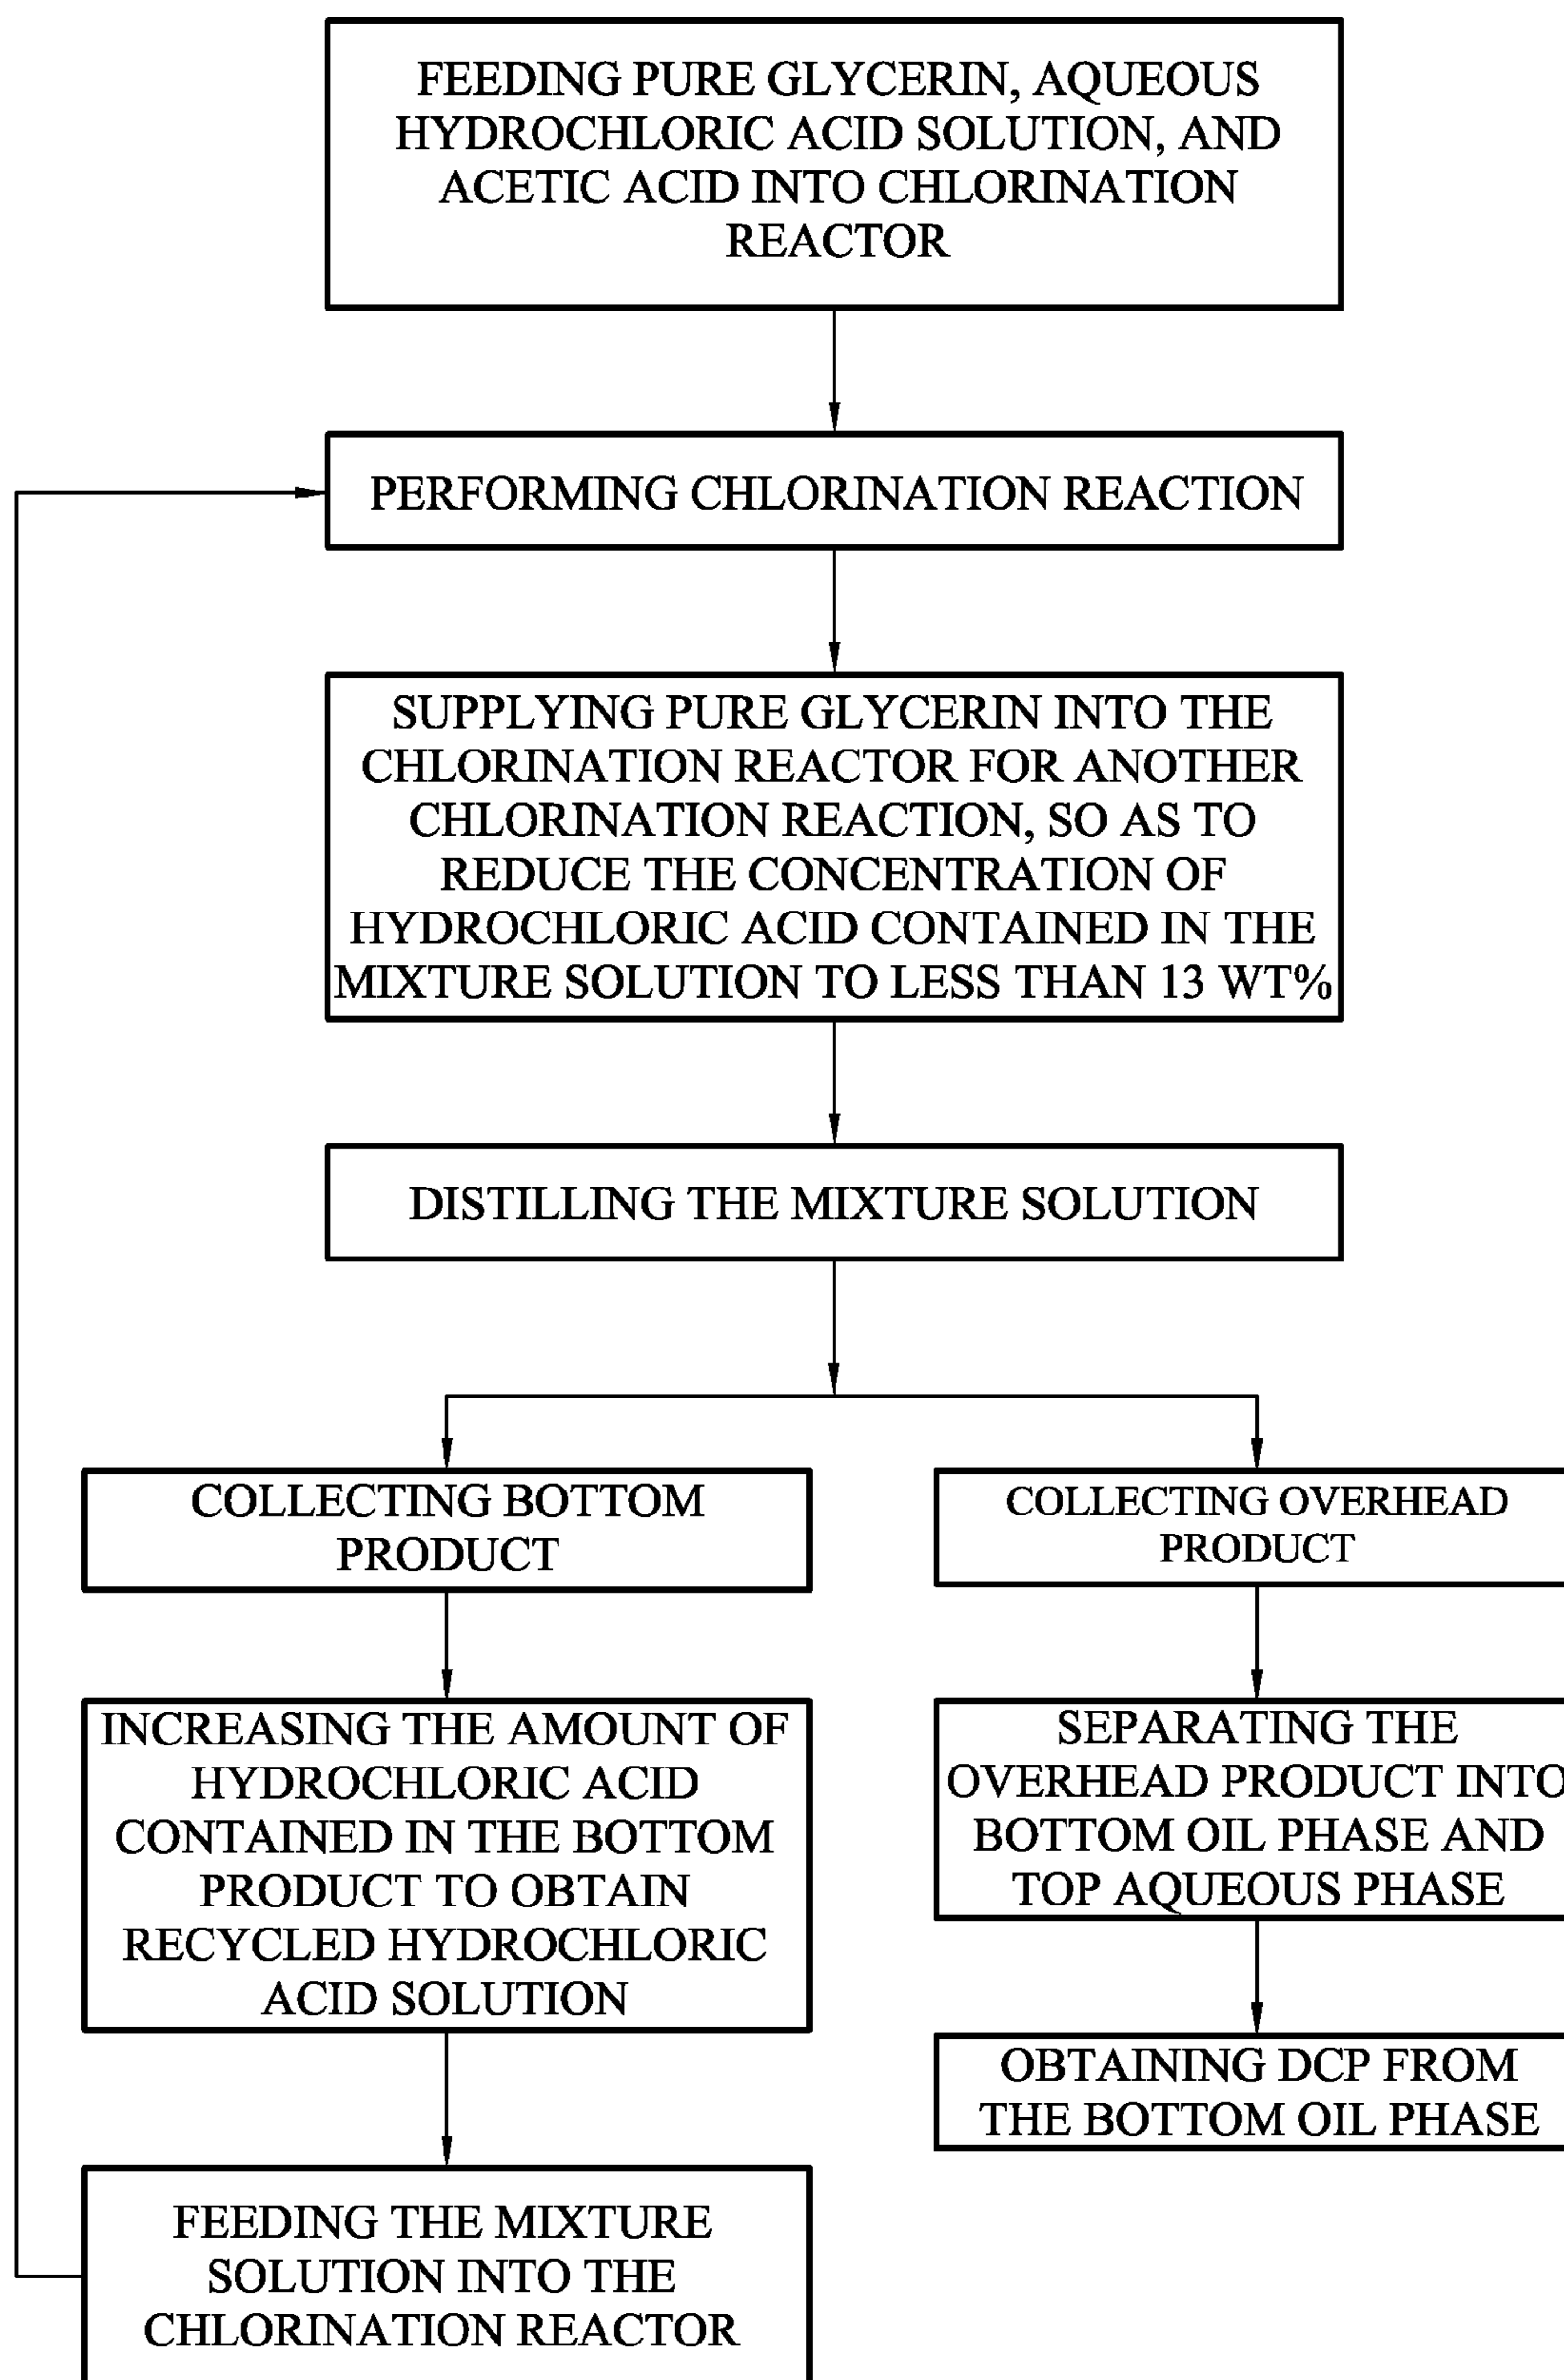 FEEDING PURE GLYCERIN, AQUEOUS
HYDROCHLORIC ACID SOLUTION, AND
ACETIC ACID INTO CHLORINATION
REACTOR
PERFORMING CHLORINATION REACTION
SUPPLYING PURE GLYCERIN INTO THE
CHLORINATION REACTOR FOR ANOTHER
CHLORINATION REACTION, SO AS TO
REDUCE THE CONCENTRATION OF
HYDROCHLORIC ACID CONTAINED IN THE
MIXTURE SOLUTION TO LESS THAN 13 WT%
DISTILLING THE MIXTURE SOLUTION
COLLECTING BOTTOM
PRODUCT
INCREASING THE AMOUNT OF
HYDROCHLORIC ACID
CONTAINED IN THE BOTTOM
PRODUCT TO OBTAIN
RECYCLED HYDROCHLORIC
ACID SOLUTION
FEEDING THE MIXTURE
SOLUTION INTO THE
CHLORINATION REACTOR
COLLECTING OVERHEAD
PRODUCT
SEPARATING THE
OVERHEAD PRODUCT INTO
BOTTOM OIL PHASE AND
TOP AQUEOUS PHASE
OBTAINING DCP FROM
THE BOTTOM OIL PHASE